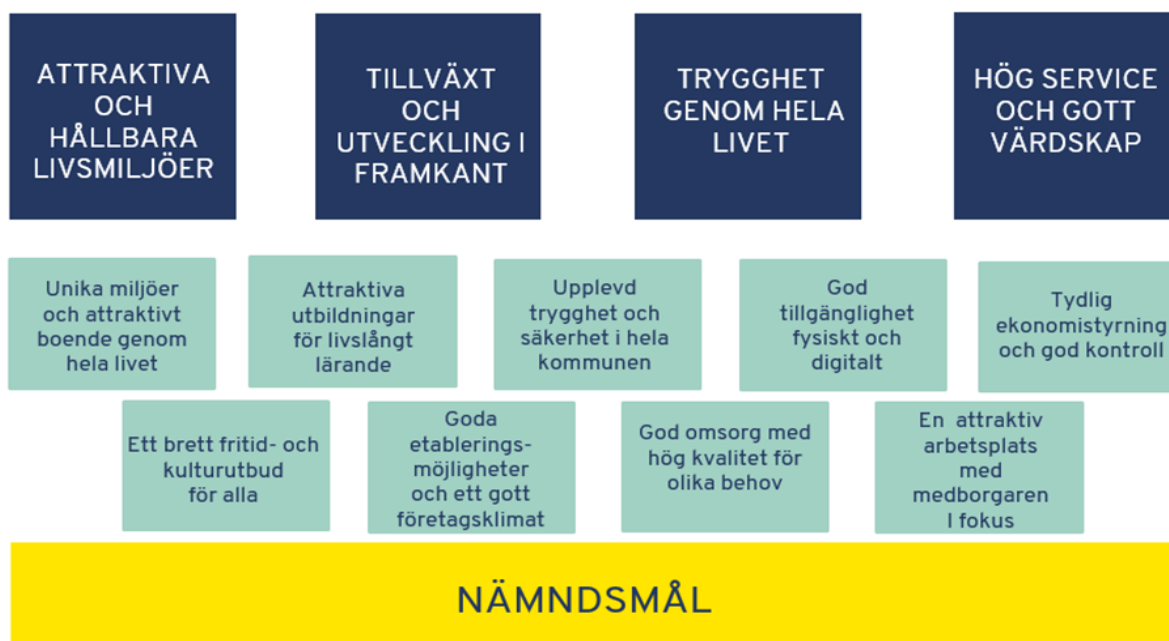 ATTRAKTIVA
OCH
HÅLLBARA
LIVSMILJÖER
TILLVÄXT
OCH
UTVECKLING I
FRAMKANT
TRYGGHET
GENOM HELA
LIVET
HÖG SERVICE
OCH GOTT
VÄRDSKAP
Unika miljöer
och attraktivt
boende genom
hela livet
Attraktiva
utbildningar
för livslångt
lärande
Upplevd
trygghet och
säkerhet i hela
kommunen
God
tillgänglighet
fysiskt och
digitalt
Tydlig
ekonomistyrning
och god kontroll
Ett brett fritid- och
kulturutbud
för alla
Goda
etablerings-
möjligheter
och ett gott
företagsklimat
God omsorg med
hög kvalitet för
olika behov
En attraktiv
arbetsplats
med
medborgaren
I fokus
NÄMNDSMÅL